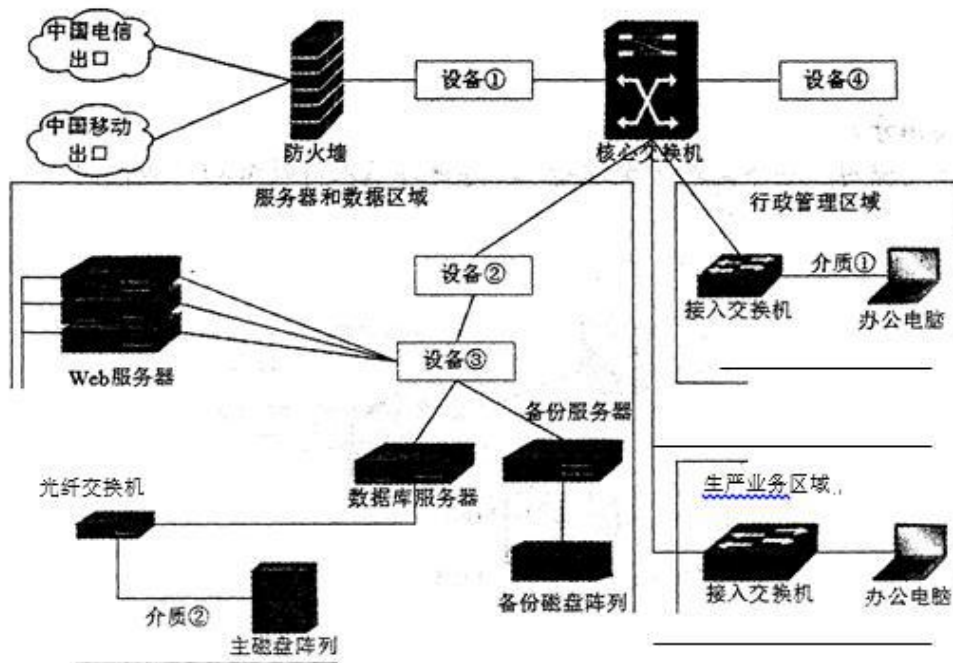 中国电信
出口
设备①
设备④
中国移动
出口
防火墙
核心交换机
服务器和数据区域
行政管理区域
设备②
介质①
接入交换机
办公电脑
设备③
Web服务器
备份服务器
光纤交换机
数据库服务器
生严业务区域
备份磁盘阵列
接入交换机
办公电脑
介质②
主磁盘阵列